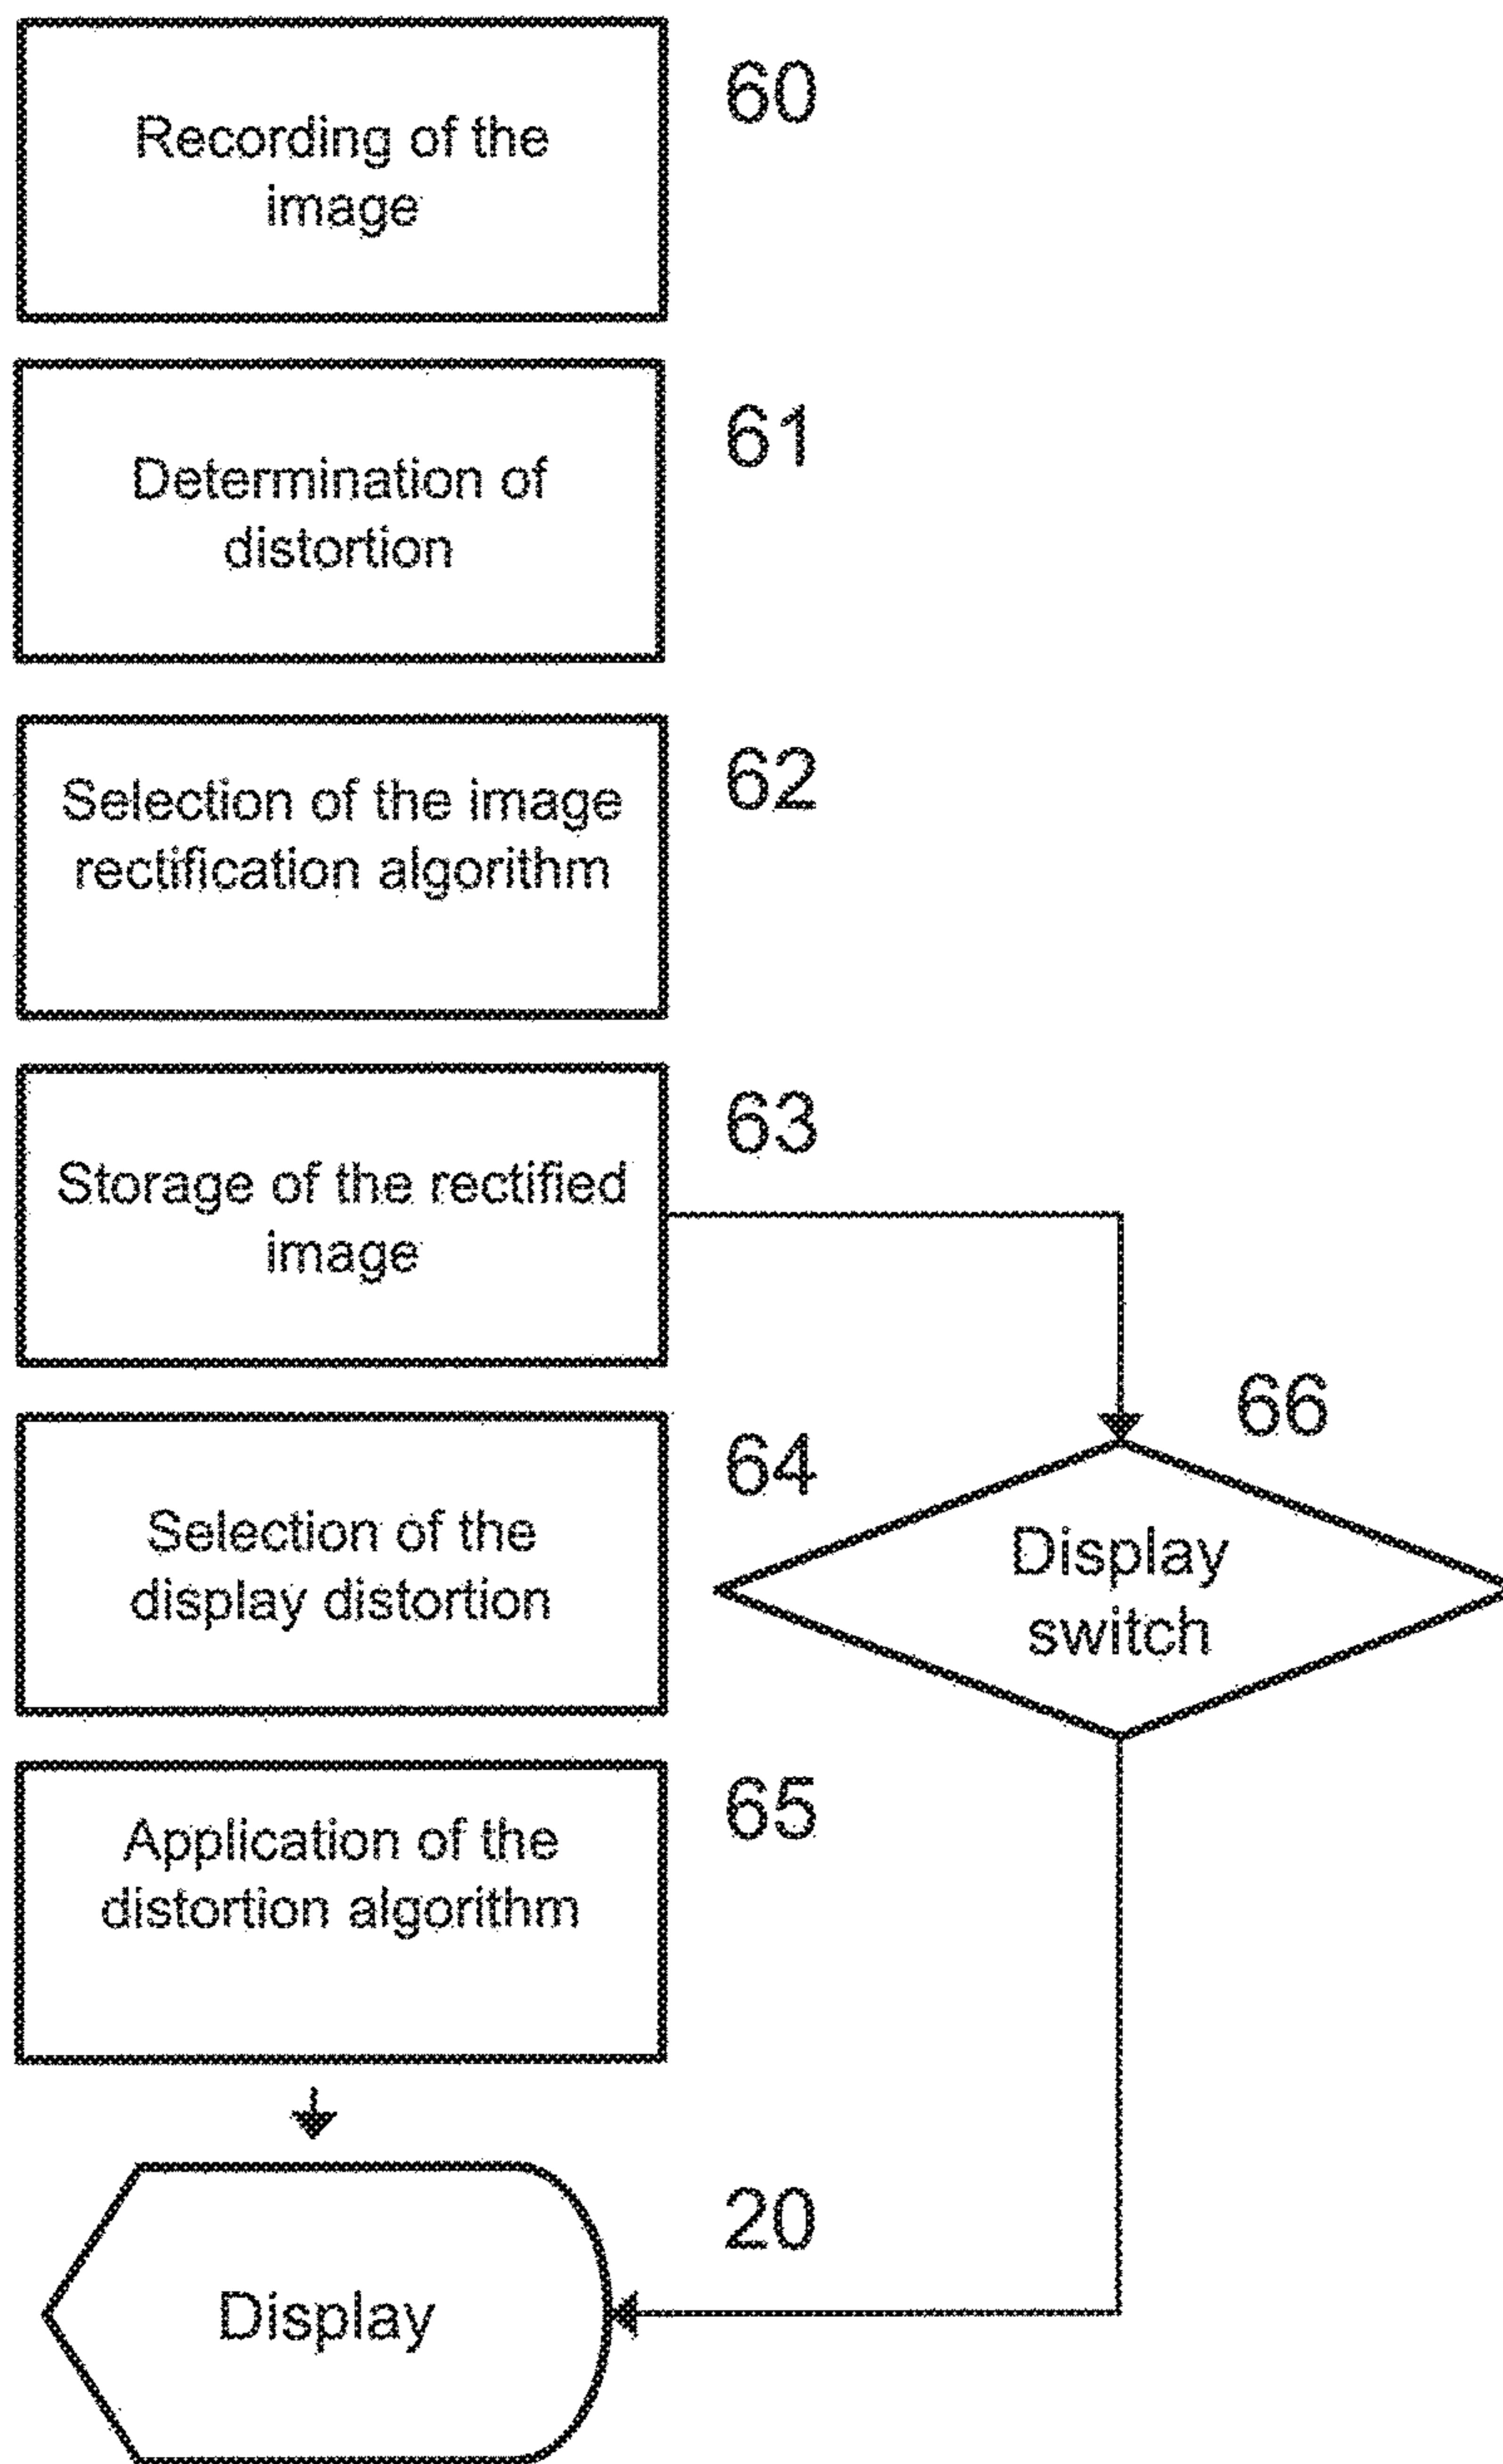 Recording of the
image
60
Determination of
distortion
61
Selection of the image
rectification algorithm
62
Storage of the rectified
image
63
Selection of the
display distortion
64
Display
switch
66
Application of the
distortion algorithm
65
Display
20